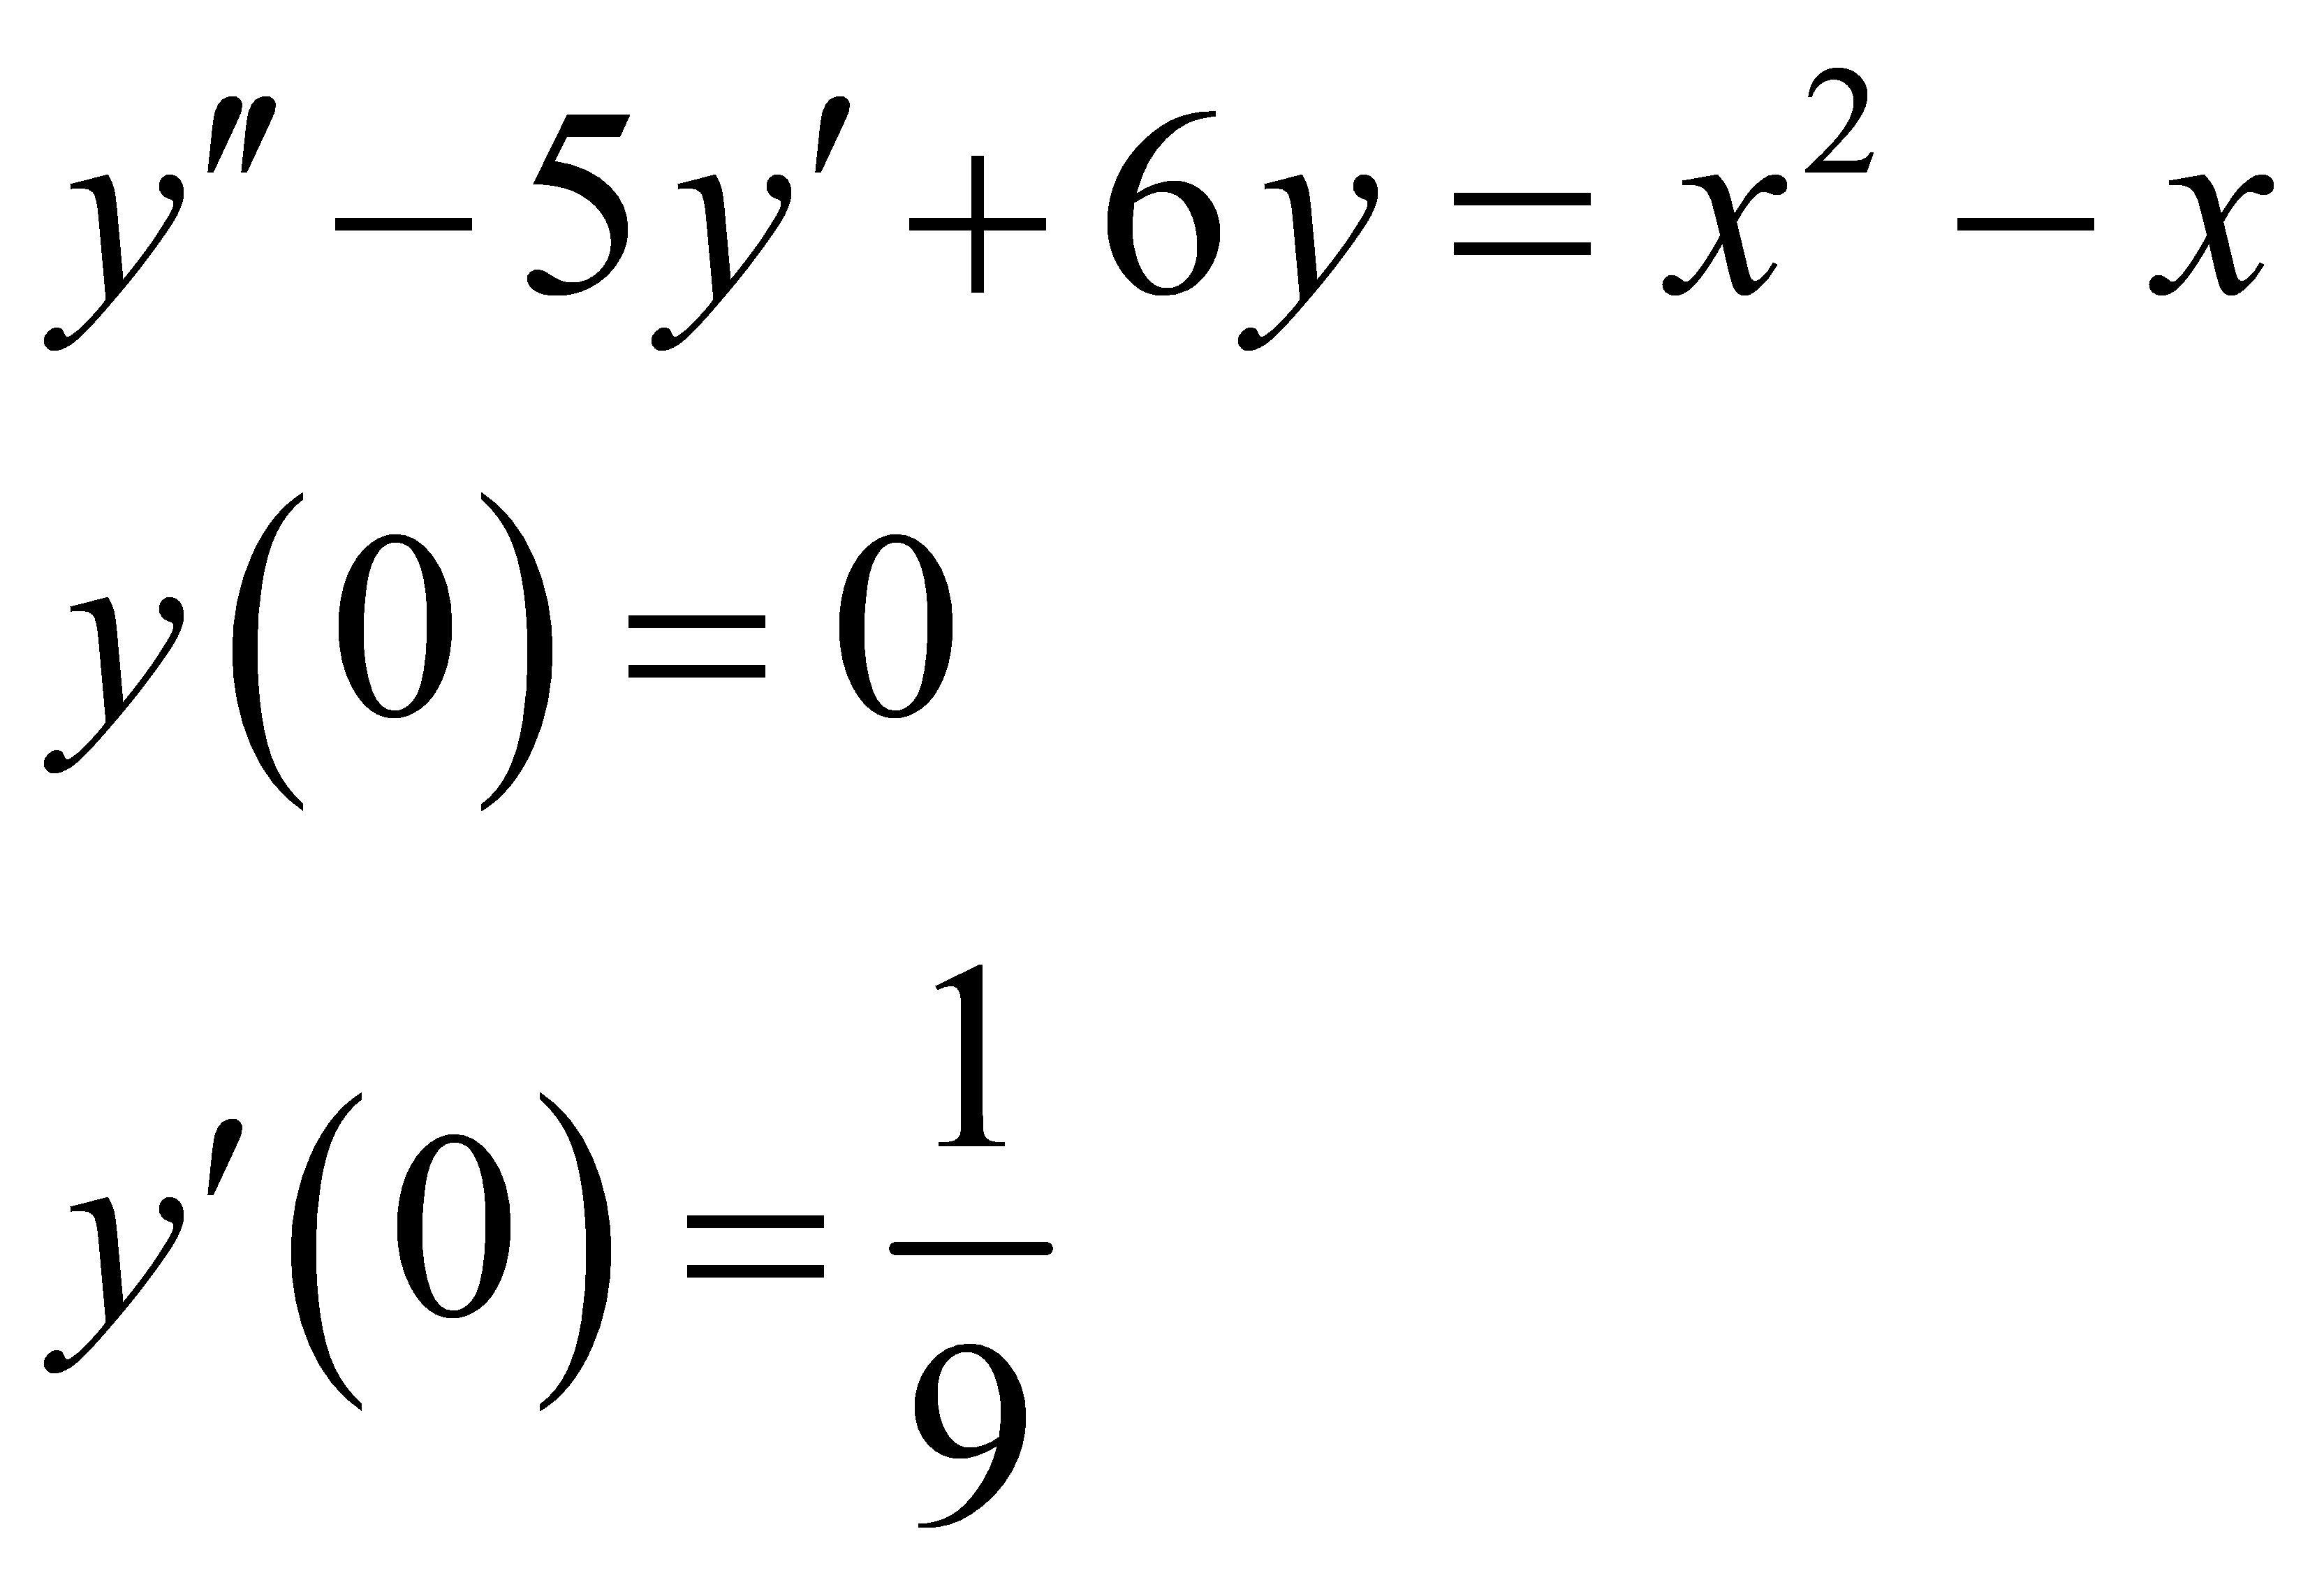 y″ − 5y′ + 6y = x² − x
y(0) = 0
y′(0) = 1/9